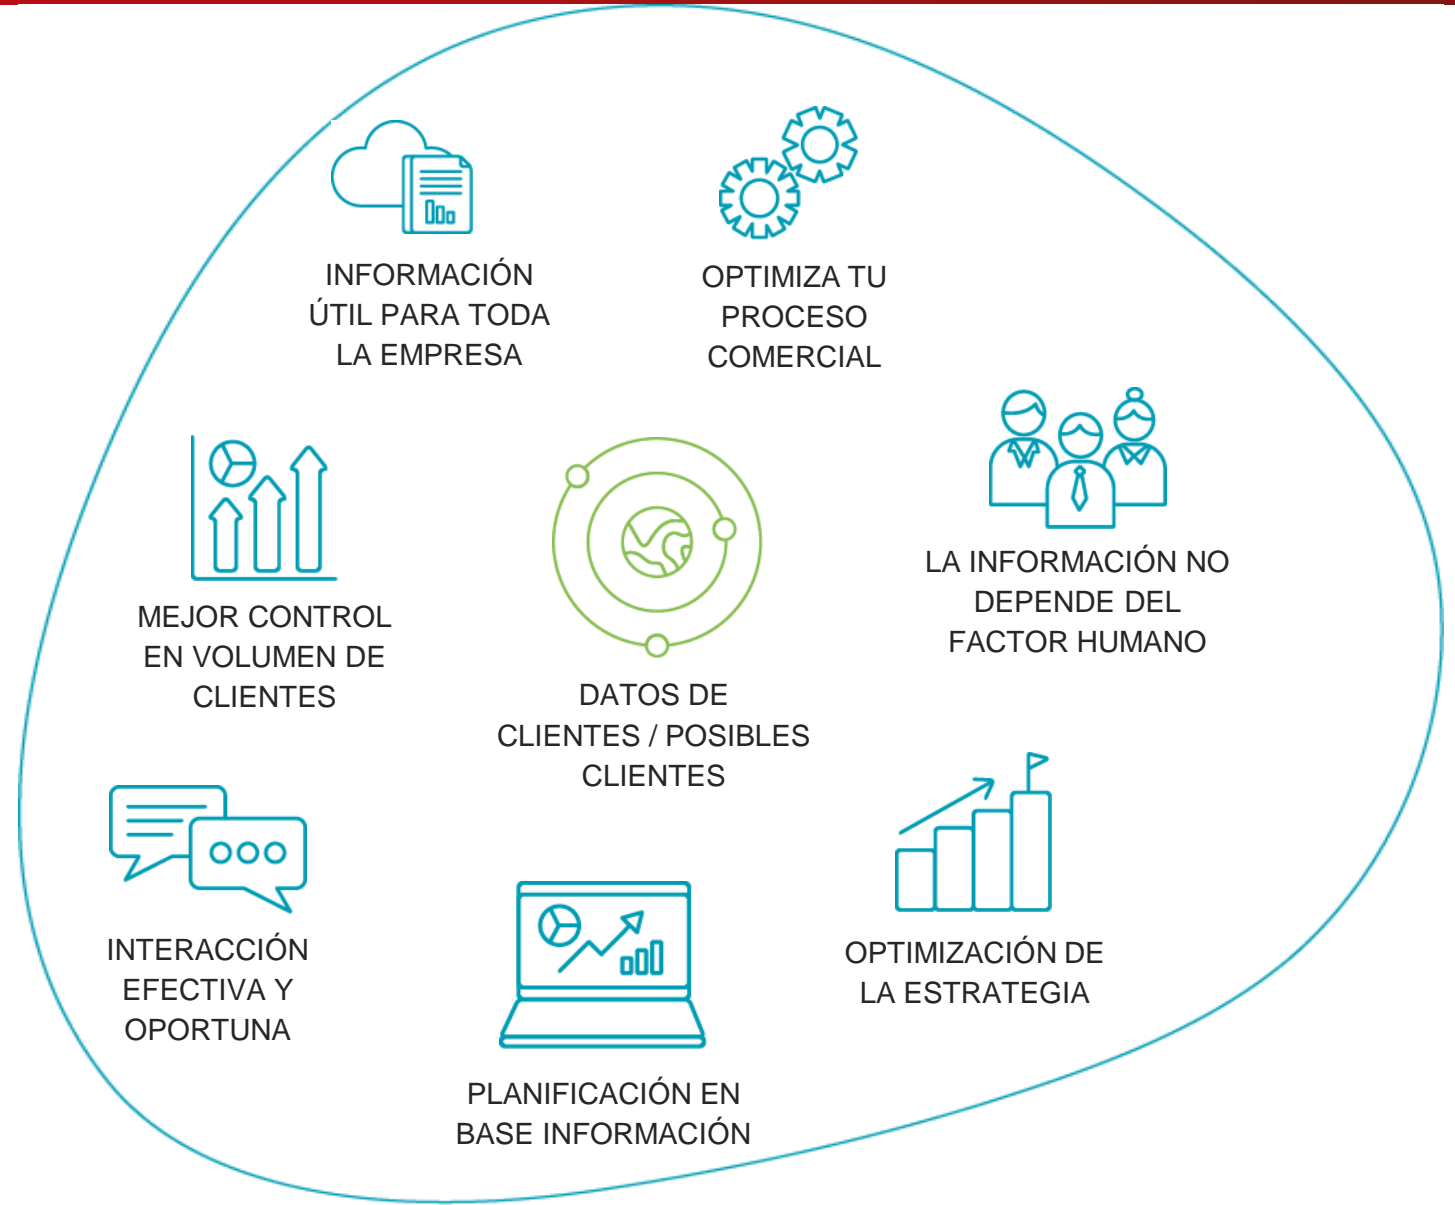 INFORMACIÓN
ÚTIL PARA TODA
LA EMPRESA
OPTIMIZA TU
PROCESO
COMERCIAL
LA INFORMACIÓN NO
DEPENDE DEL
FACTOR HUMANO
MEJOR CONTROL
EN VOLUMEN DE
CLIENTES
DATOS DE
CLIENTES / POSIBLES
CLIENTES
INTERACCIÓN
EFECTIVA Y
OPORTUNA
OPTIMIZACIÓN DE
LA ESTRATEGIA
PLANIFICACIÓN EN
BASE INFORMACIÓN